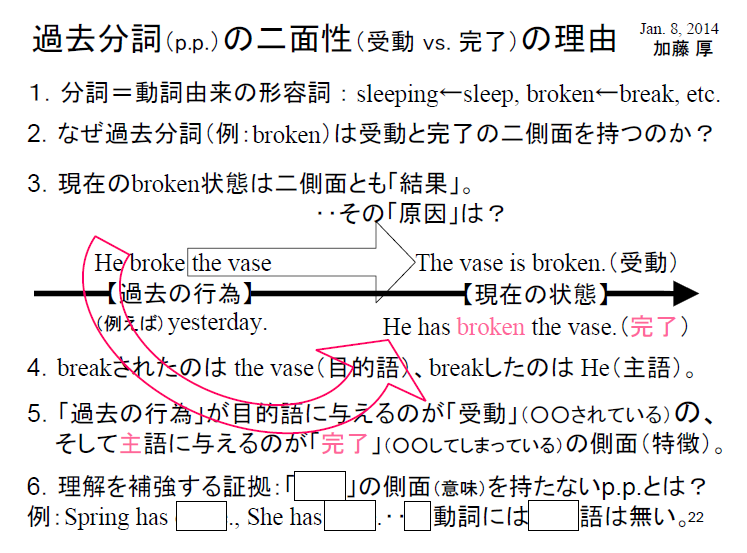 過去分詞（p.p.）の二面性（受動 vs. 完了）の理由
Jan. 8, 2014
加藤 厚
１．分詞＝動詞由来の形容詞：sleeping←sleep, broken←break, etc.
２．なぜ過去分詞（例：broken）は受動と完了の二側面を持つのか？
３．現在のbroken状態は二側面とも「結果」。
‥その「原因」は？
He broke the vase
The vase is broken.（受動）
【過去の行為】
【現在の状態】
（例えば）yesterday.
He has broken the vase.（完了）
４．breakされたのは the vase（目的語）、breakしたのは He（主語）。
５．「過去の行為」が目的語に与えるのが「受動」（〇〇されている）の、
そして主語に与えるのが「完了」（〇〇してしまっている）の側面（特徴）。
６．理解を補強する証拠：「 」の側面（意味）を持たないp.p.とは？
例：Spring has ., She has .‥ 動詞には 語は無い。22